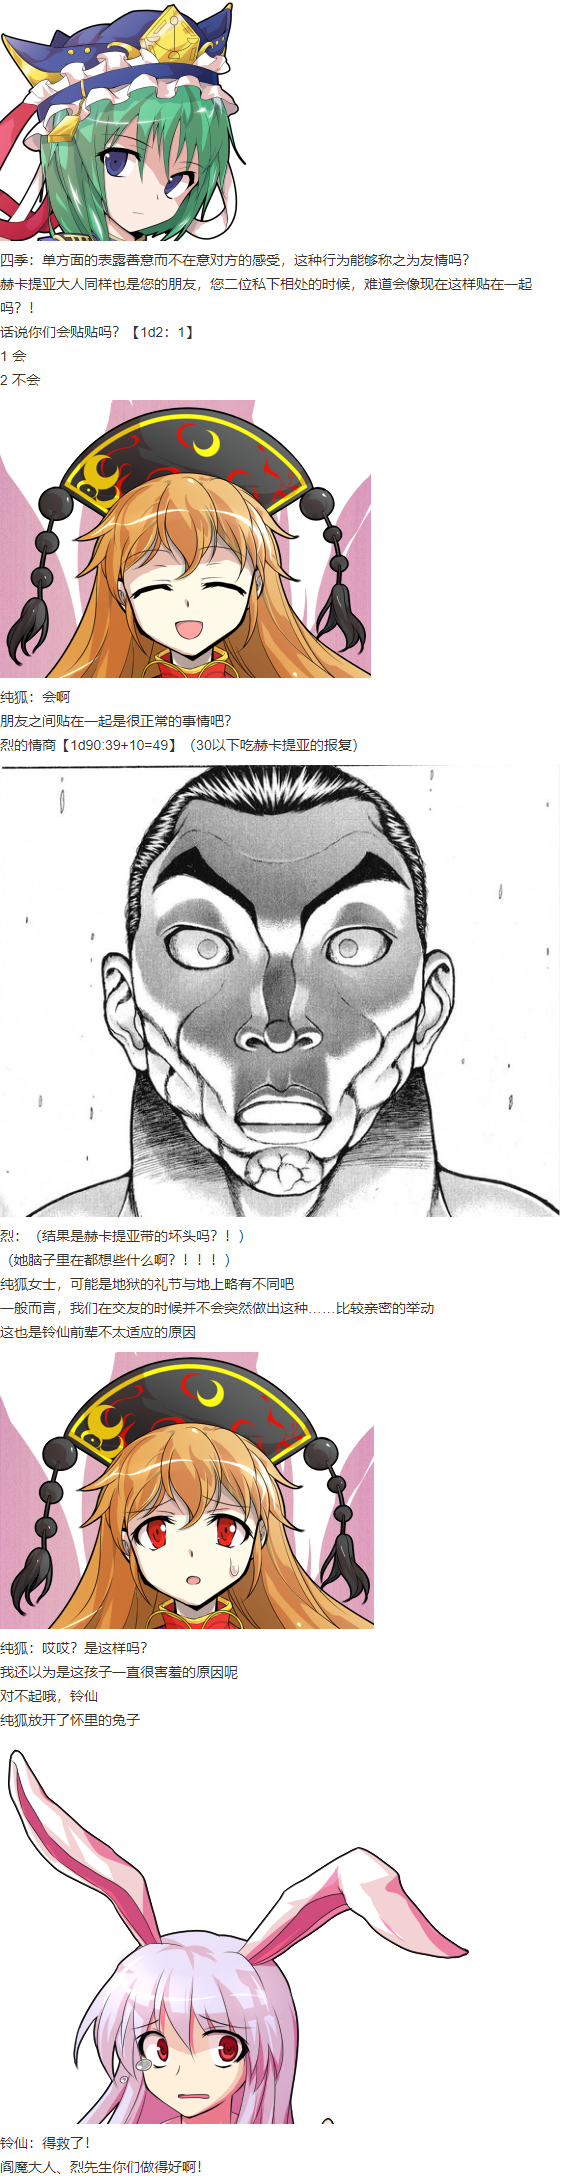 四季：单方面的表露善意而不在意对方的感受，这种行为能够称之为友情吗？
赫卡提亚大人同样也是您的朋友，您二位私下相处的时候，难道会像现在这样贴在一起
吗？！
话说你们会贴贴吗？【1d2：1】
1 会
2 不会
纯狐：会啊
朋友之间贴在一起是很正常的事情吧？
烈的情商【1d90:39+10=49】（30以下吃赫卡提亚的报复）
烈：（结果是赫卡提亚带的坏头吗？！）
（她脑子里在都想些什么啊？！！！）
纯狐女士，可能是地狱的礼节与地上略有不同吧
一般而言，我们在交友的时候并不会突然做出这种……比较亲密的举动
这也是铃仙前辈不太适应的原因
纯狐：哎哎？是这样吗？
我还以为是这孩子一直很害羞的原因呢
对不起哦，铃仙
纯狐放开了怀里的兔子
铃仙：得救了！
阎魔大人、烈先生你们做得好啊！